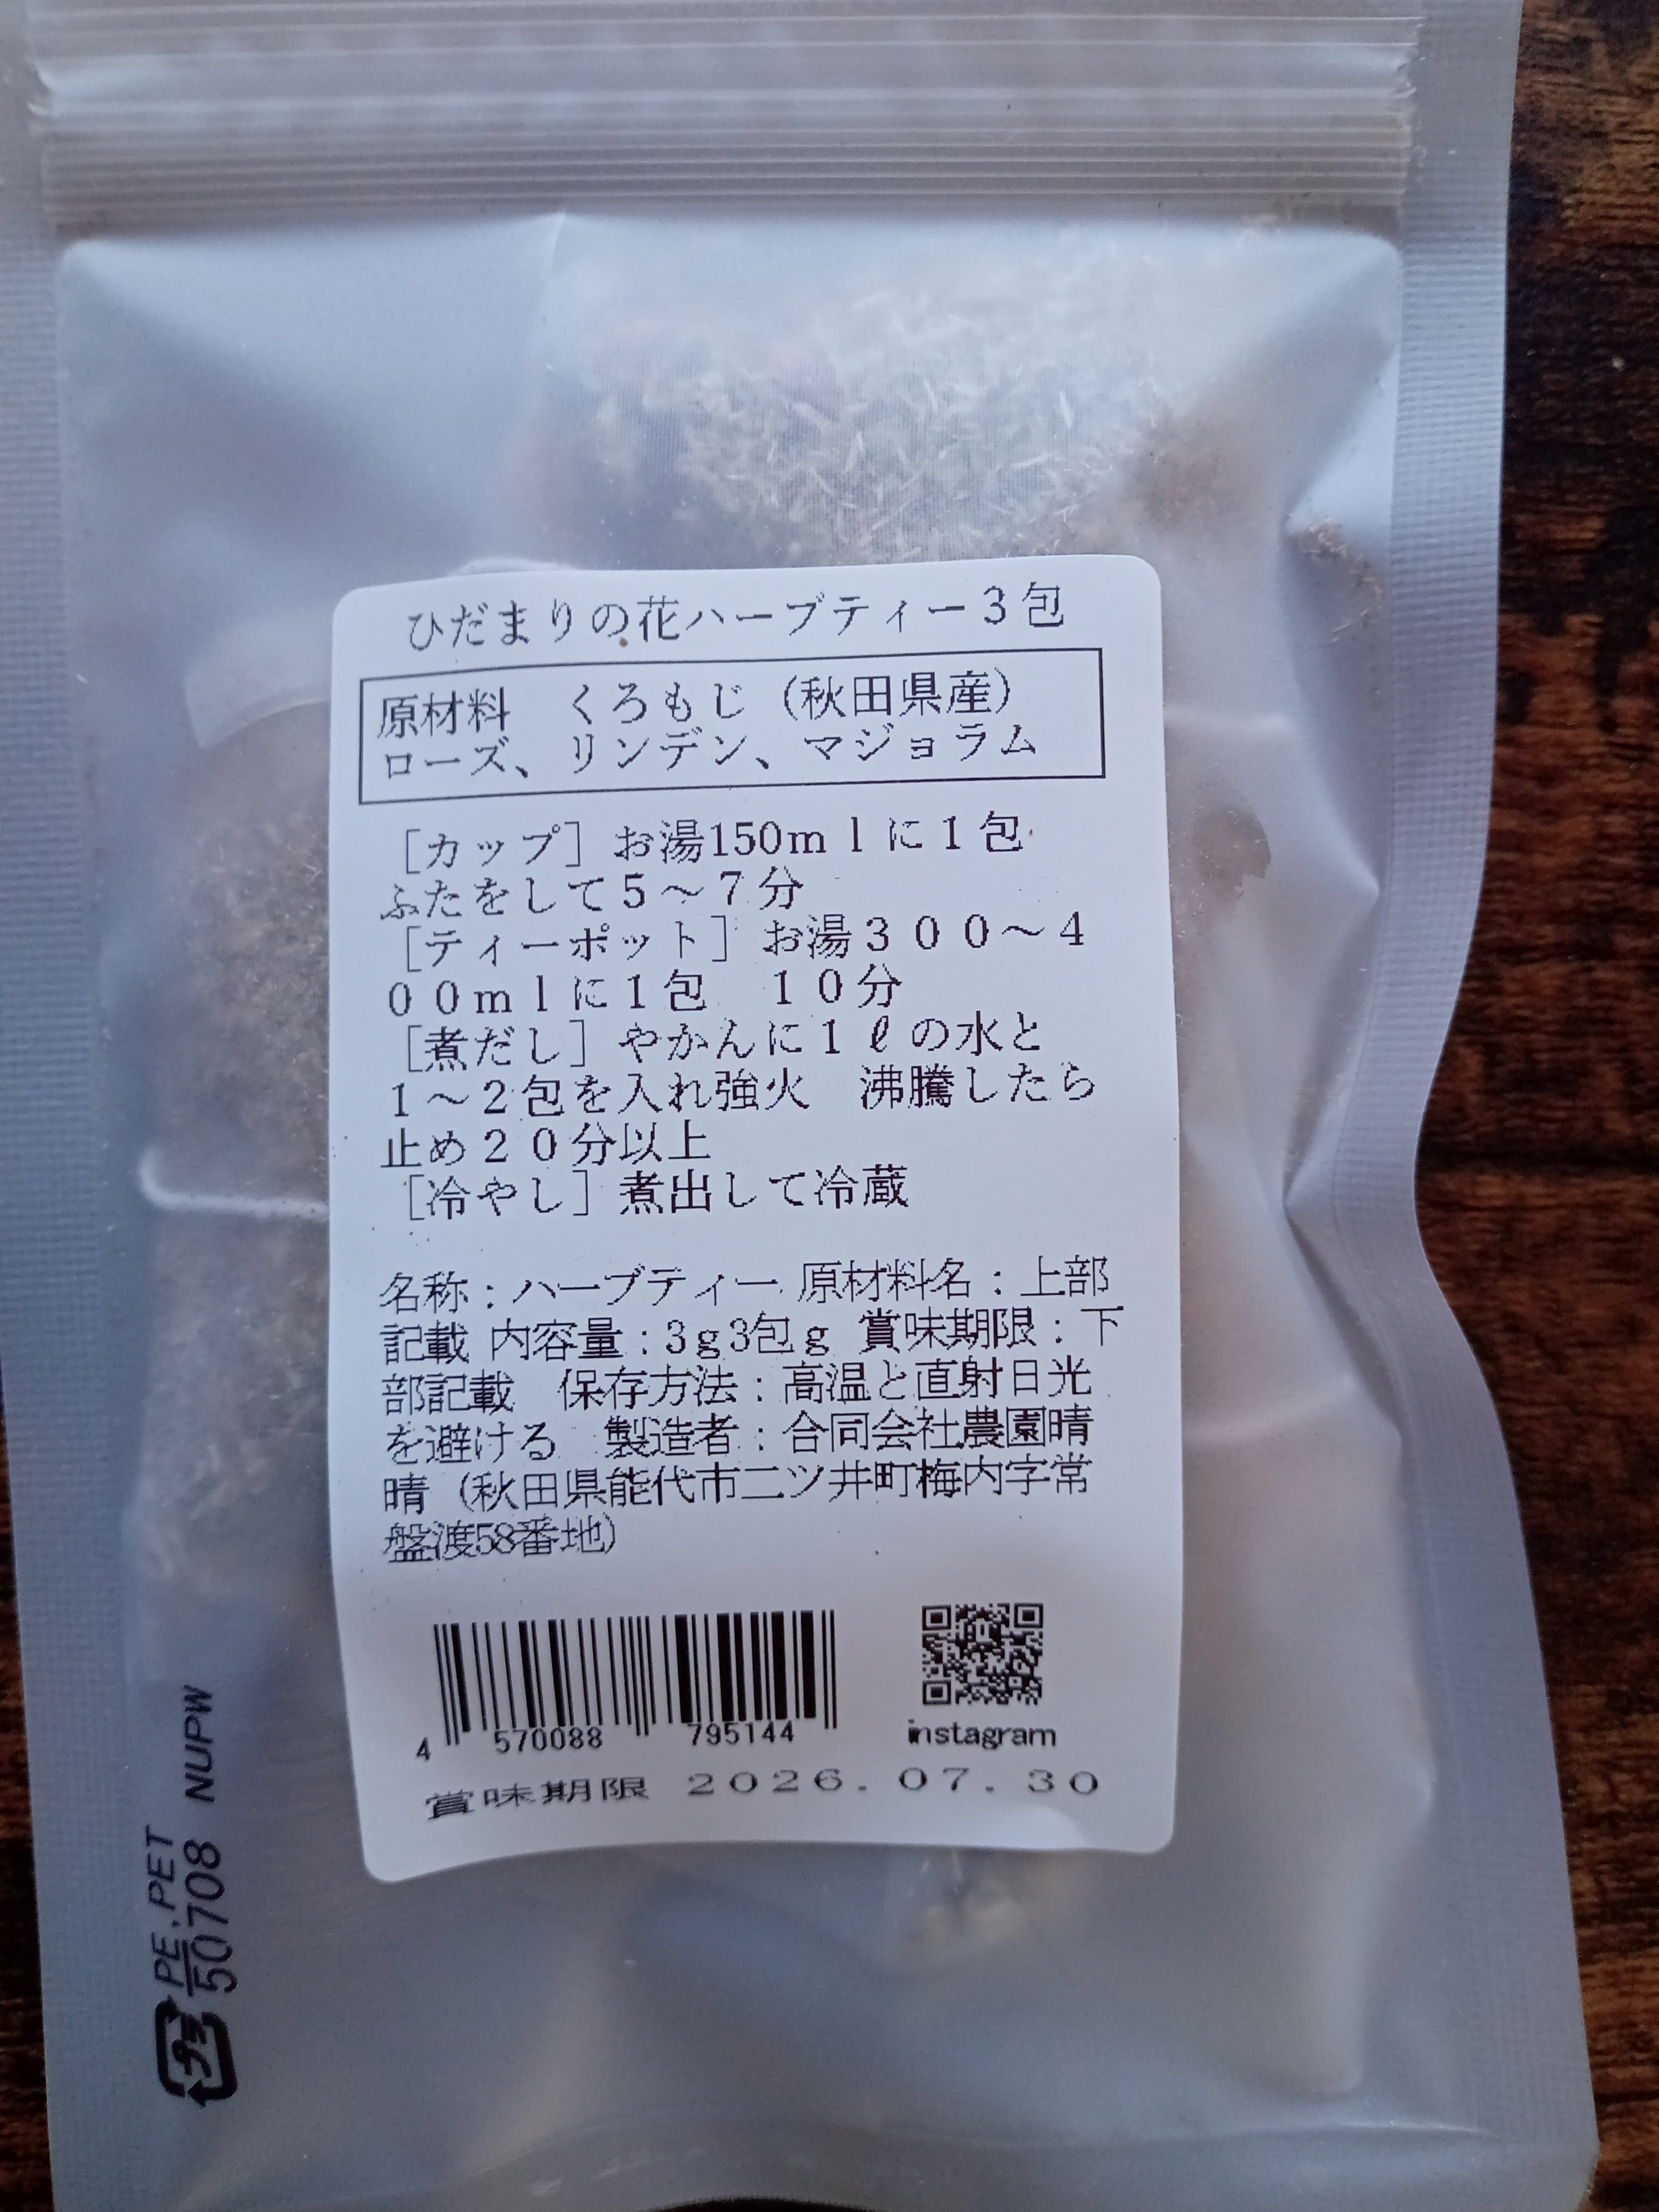 ひだまりの花ハーブティー３包
原材料　くろもじ（秋田県産）
ローズ、リンデン、マジョラム
［カップ］お湯150ｍｌに１包
ふたをして５～７分
［ティーポット］お湯３００～４
００ｍｌに１包　１０分
［煮だし］やかんに１ℓの水と
１～２包を入れ強火　沸騰したら
止め２０分以上
［冷やし］煮出して冷蔵
名称：ハーブティー 原材料名：上部
記載 内容量：3ｇ3包ｇ 賞味期限：下
部記載　保存方法：高温と直射日光
を避ける　製造者：合同会社農園晴
晴（秋田県能代市二ツ井町梅内字常
盤渡58番地）
4 570088 795144
instagram
賞味期限 2026.07.30
プラ PE.PET
50708 NUPW